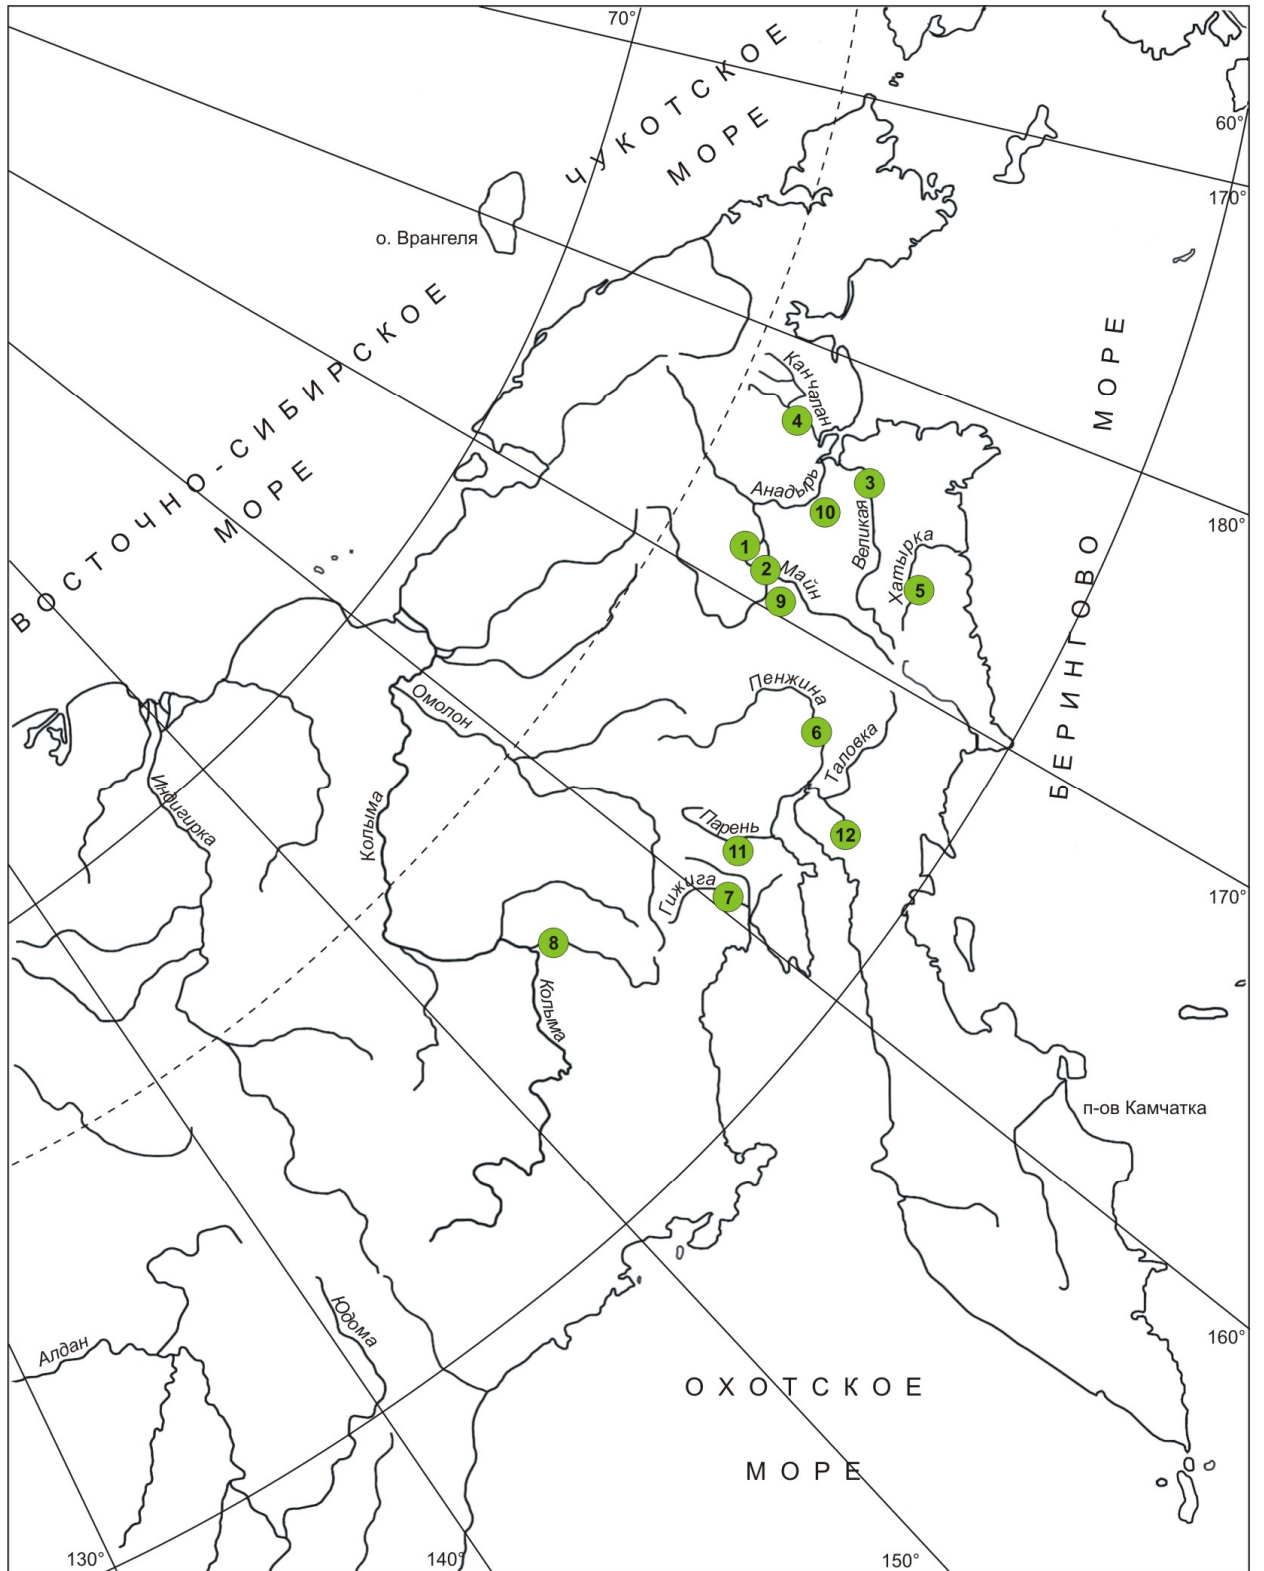 70°
ЧУКОТСКОЕ
МОРЕ
60°
170°
о. Врангеля
ВОСТОЧНО-СИБИРСКОЕ
МОРЕ
БЕРИНГОВО
МОРЕ
Канчалан
4
3
Анадырь
10
Великая
180°
Хатырка
1
2
Майн
5
9
Пенжина
Омолон
6
Таловка
Индигирка
Колыма
Парень
12
11
Гижига
7
170°
8
Колыма
п-ов Камчатка
Юдома
Алдан
160°
ОХОТСКОЕ
МОРЕ
130°
140°
150°